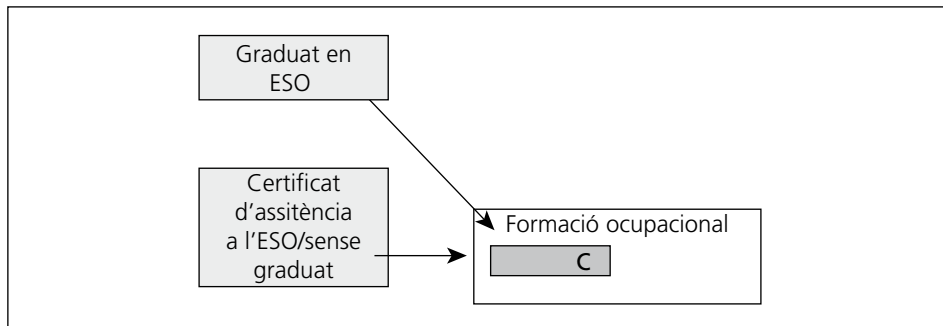 Graduat en
ESO
Certificat
d'assitència
a l'ESO/sense
graduat
Formació ocupacional
C